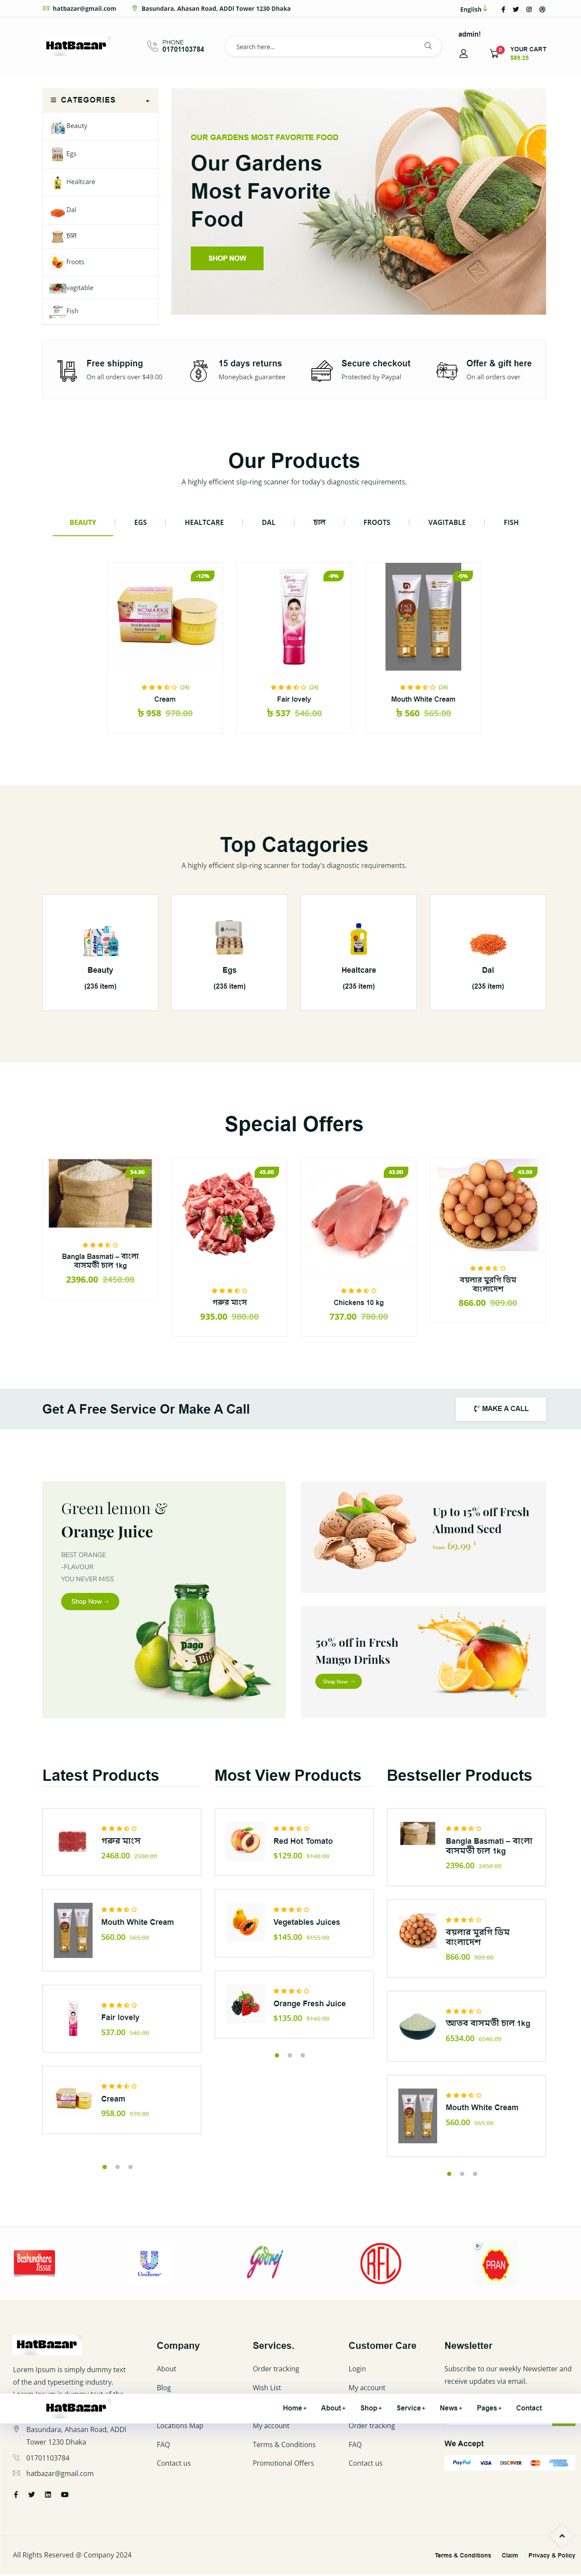 hatbazar@gmail.com Basundara, Ahasan Road, ADDI Tower 1230 Dhaka English
admin!
HatBazar
PHONE
01701103784
Search here...
0
YOUR CART
$89.25
CATEGORIES
Beauty
Egs
Healtcare
Dal
চাল
froots
vagitable
Fish
OUR GARDENS MOST FAVORITE FOOD
Our Gardens
Most Favorite
Food
SHOP NOW
Free shipping
On all orders over $49.00
15 days returns
Moneyback guarantee
Secure checkout
Protected by Paypal
Offer & gift here
On all orders over
Our Products
A highly efficient slip-ring scanner for today's diagnostic requirements.
BEAUTY EGS HEALTCARE DAL চাল FROOTS VAGITABLE FISH
-12%
(24)
Cream
৳ 958 970.00
-9%
(24)
Fair lovely
৳ 537 546.00
-5%
(24)
Mouth White Cream
৳ 560 565.00
Top Catagories
A highly efficient slip-ring scanner for today's diagnostic requirements.
Beauty
(235 item)
Egs
(235 item)
Healtcare
(235 item)
Dal
(235 item)
Special Offers
54.00
Bangla Basmati – বাংলা
বাসমতী চাল 1kg
2396.00 2450.00
45.00
গরুর মাংস
935.00 980.00
43.00
Chickens 10 kg
737.00 780.00
43.00
বয়লার মুরগি ডিম
বাংলাদেশ
866.00 909.00
Get A Free Service Or Make A Call
MAKE A CALL
Green lemon &
Orange Juice
BEST ORANGE
-FLAVOUR
YOU NEVER MISS
Shop Now →
Pago
Bio
Up to 15% off Fresh
Almond Seed
From 69.99 $
50% off in Fresh
Mango Drinks
Shop Now →
Latest Products
গরুর মাংস
2468.00 2500.00
Mouth White Cream
560.00 565.00
Fair lovely
537.00 546.00
Cream
958.00 970.00
Most View Products
Red Hot Tomato
$129.00 $140.00
Vegetables Juices
$145.00 $155.00
Orange Fresh Juice
$135.00 $145.00
Bestseller Products
Bangla Basmati – বাংলা
বাসমতী চাল 1kg
2396.00 2450.00
বয়লার মুরগি ডিম
বাংলাদেশ
866.00 909.00
আতব বাসমতী চাল 1kg
6534.00 6546.00
Mouth White Cream
560.00 565.00
Bashundhara
Tissue
Unilever
Godrej
RFL
PRAN
HatBazar
Lorem Ipsum is simply dummy text
of the and typesetting industry.
Company
About
Blog
Services.
Order tracking
Wish List
Customer Care
Login
My account
Newsletter
Subscribe to our weekly Newsletter and
receive updates via email.
HatBazar
Home + About + Shop + Service + News + Pages + Contact
Basundara, Ahasan Road, ADDI
Tower 1230 Dhaka
01701103784
hatbazar@gmail.com
Locations Map
FAQ
Contact us
My account
Terms & Conditions
Promotional Offers
Order tracking
FAQ
Contact us
We Accept
PayPal VISA DISCOVER
All Rights Reserved @ Company 2024
Terms & Conditions Claim Privacy & Policy